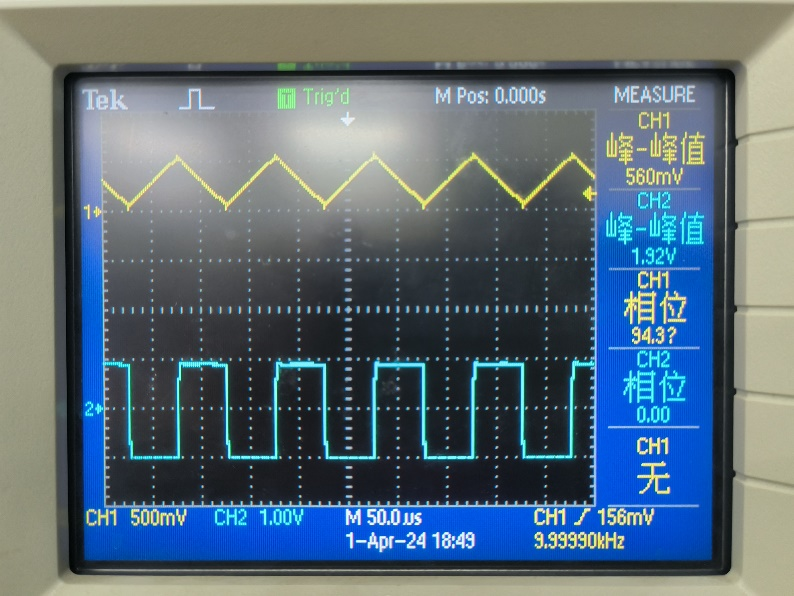 Tek
T Trig'd
M Pos: 0.000s
MEASURE
CH1
峰-峰值
560mV
CH2
峰-峰值
1.92V
CH1
相位
94.3?
CH2
相位
0.00
CH1
无
1
2
CH1 500mV
CH2 1.00V
M 50.0µs
CH1 156mV
1-Apr-24 18:49
9.99990kHz